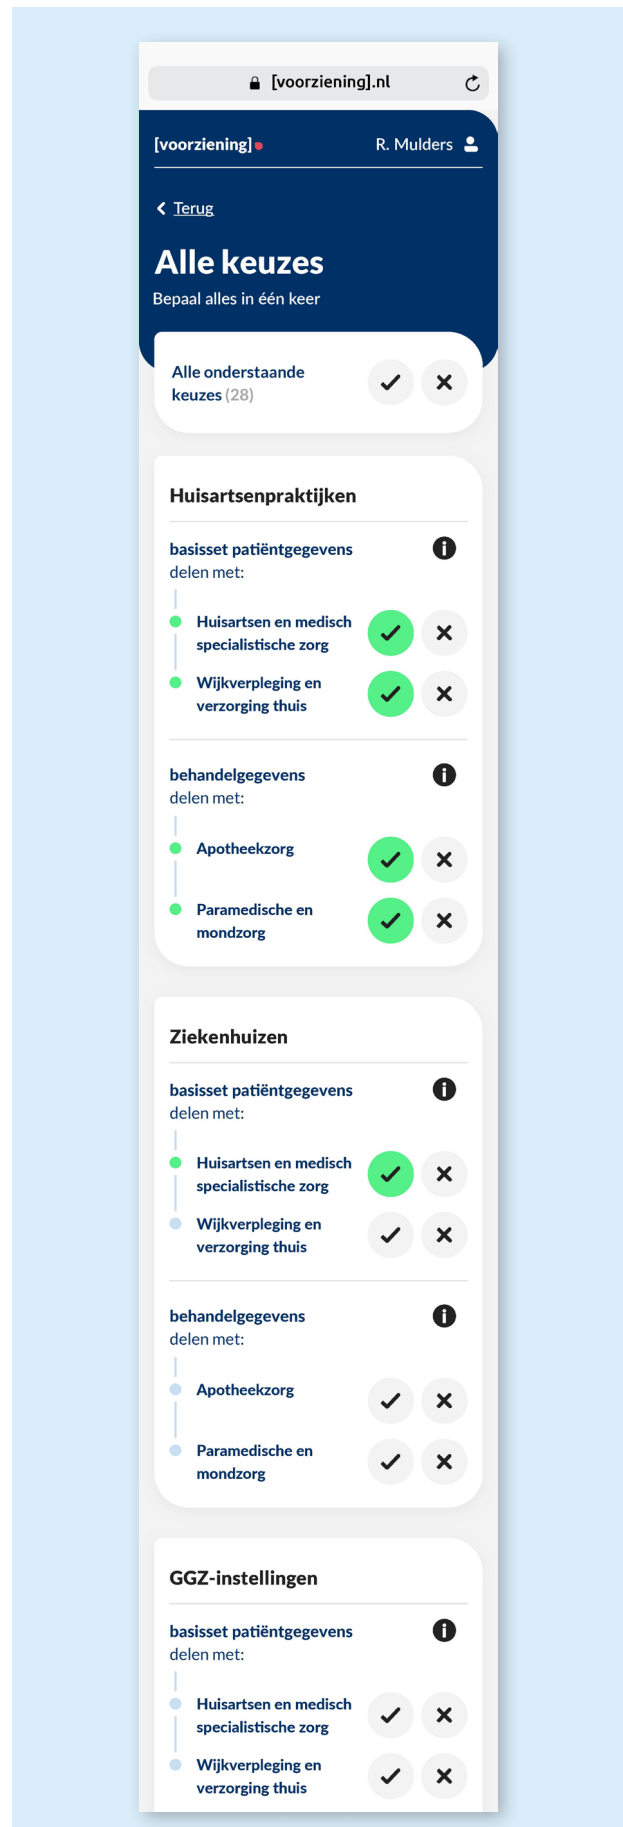 [voorziening].nl
[voorziening]
R. Mulders
Terug
Alle keuzes
Bepaal alles in één keer
Alle onderstaande
keuzes (28)
Huisartsenpraktijken
basisset patiëntgegevens
delen met:
Huisartsen en medisch
specialistische zorg
Wijkverpleging en
verzorging thuis
behandelgegevens
delen met:
Apotheekzorg
Paramedische en
mondzorg
Ziekenhuizen
basisset patiëntgegevens
delen met:
Huisartsen en medisch
specialistische zorg
Wijkverpleging en
verzorging thuis
behandelgegevens
delen met:
Apotheekzorg
Paramedische en
mondzorg
GGZ-instellingen
basisset patiëntgegevens
delen met:
Huisartsen en medisch
specialistische zorg
Wijkverpleging en
verzorging thuis